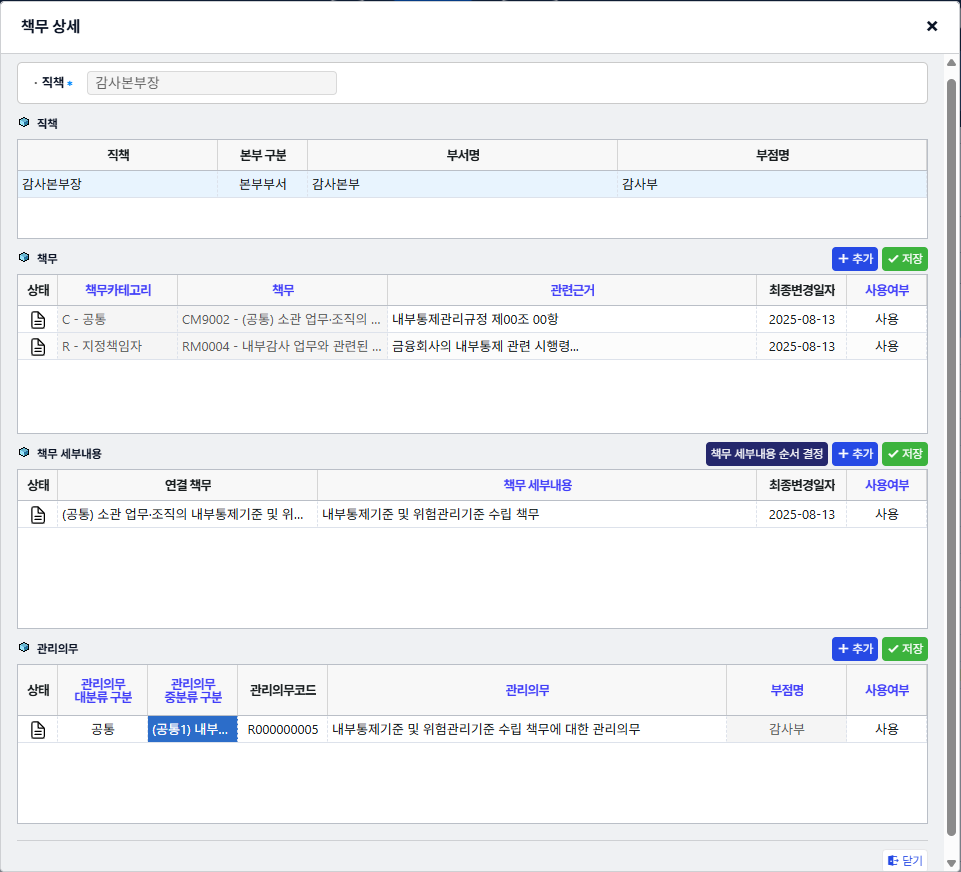 책무 상세
· 직책 * 감사본부장
직책
직책 본부 구분 부서명 부점명
감사본부장 본부부서 감사본부 감사부
책무 추가 저장
상태 책무카테고리 책무 관련근거 최종변경일자 사용여부
C - 공통 CM9002 - (공통) 소관 업무·조직의 ... 내부통제관리규정 제00조 00항 2025-08-13 사용
R - 지정책임자 RM0004 - 내부감사 업무와 관련된 ... 금융회사의 내부통제 관련 시행령... 2025-08-13 사용
책무 세부내용 책무 세부내용 순서 결정 추가 저장
상태 연결 책무 책무 세부내용 최종변경일자 사용여부
(공통) 소관 업무·조직의 내부통제기준 및 위... 내부통제기준 및 위험관리기준 수립 책무 2025-08-13 사용
관리의무 추가 저장
상태 관리의무 대분류 구분 관리의무 중분류 구분 관리의무코드 관리의무 부점명 사용여부
공통 (공통1) 내부... R000000005 내부통제기준 및 위험관리기준 수립 책무에 대한 관리의무 감사부 사용
닫기